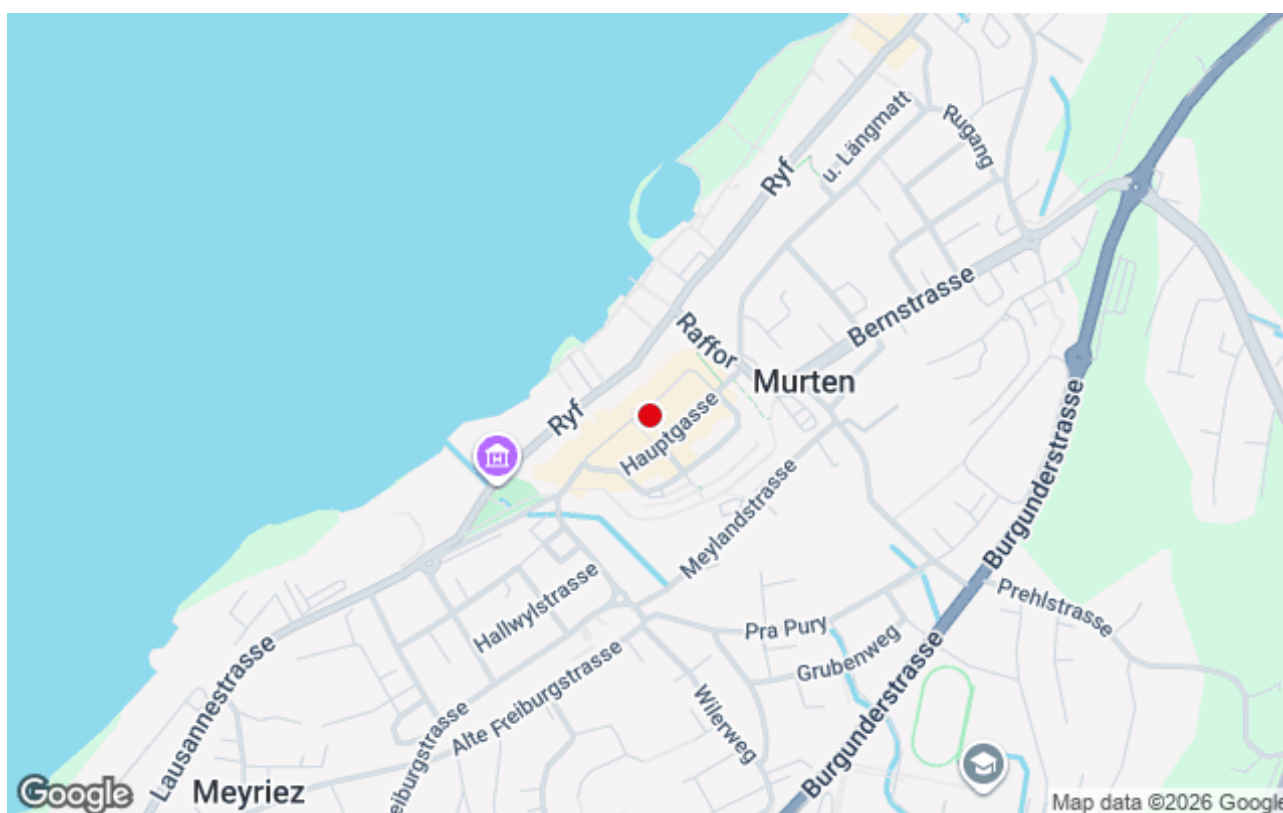 Ryf
u. Längmatt
Rugang
Raffor
Bernstrasse
Murten
Ryf
Hauptgasse
Burgunderstrasse
Meylandstrasse
Prehlstrasse
Hallwylstrasse
Pra Pury
Grubenweg
Lausannestrasse
Alte Freiburgstrasse
Wilerweg
Burgunderstrasse
eiburgstrasse
Meyriez
Google
Map data ©2026 Google